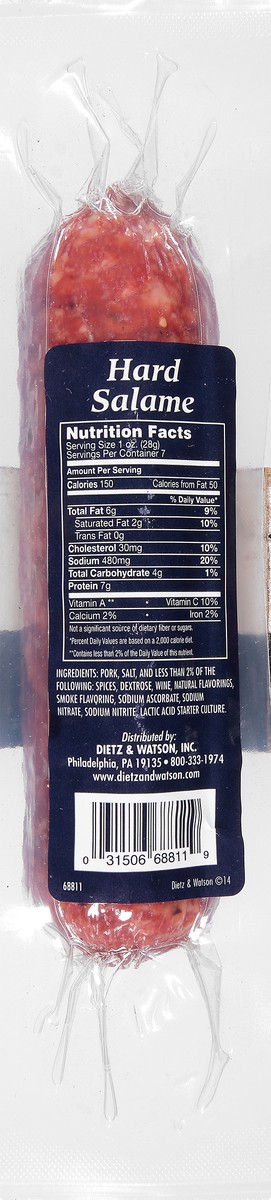 Hard
Salame
Nutrition Facts
Serving Size 1 oz. (28g)
Servings Per Container 7
Amount Per Serving
Calories 150 Calories from Fat 50
% Daily Value*
Total Fat 6g 9%
Saturated Fat 2g 10%
Trans Fat 0g
Cholesterol 30mg 10%
Sodium 480mg 20%
Total Carbohydrate 4g 1%
Protein 7g
Vitamin A ** • Vitamin C 10%
Calcium 2% • Iron 2%
Not a significant source of dietary fiber or sugars.
*Percent Daily Values are based on a 2,000 calorie diet.
**Contains less than 2% of the Daily Value of this nutrient.
INGREDIENTS: PORK, SALT, AND LESS THAN 2% OF THE
FOLLOWING: SPICES, DEXTROSE, WINE, NATURAL FLAVORINGS,
SMOKE FLAVORING, SODIUM ASCORBATE, SODIUM
NITRATE, SODIUM NITRITE, LACTIC ACID STARTER CULTURE.
Distributed by:
DIETZ & WATSON, INC.
Philadelphia, PA 19135 • 800-333-1974
www.dietzandwatson.com
0 31506 68811 9
68811 Dietz & Watson ©14